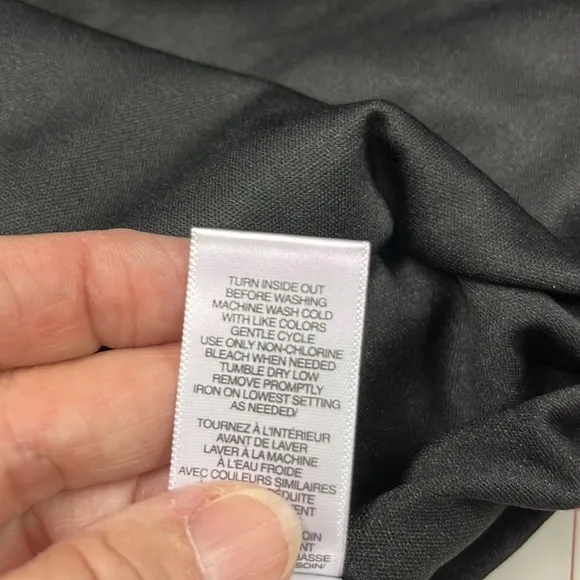 TURN INSIDE OUT
BEFORE WASHING
MACHINE WASH COLD
WITH LIKE COLORS
GENTLE CYCLE
USE ONLY NON-CHLORINE
BLEACH WHEN NEEDED
TUMBLE DRY LOW
REMOVE PROMPTLY
IRON ON LOWEST SETTING
AS NEEDED/
TOURNEZ À L'INTÉRIEUR
AVANT DE LAVER
LAVER À LA MACHINE
À L'EAU FROIDE
AVEC COULEURS SIMILAIRES